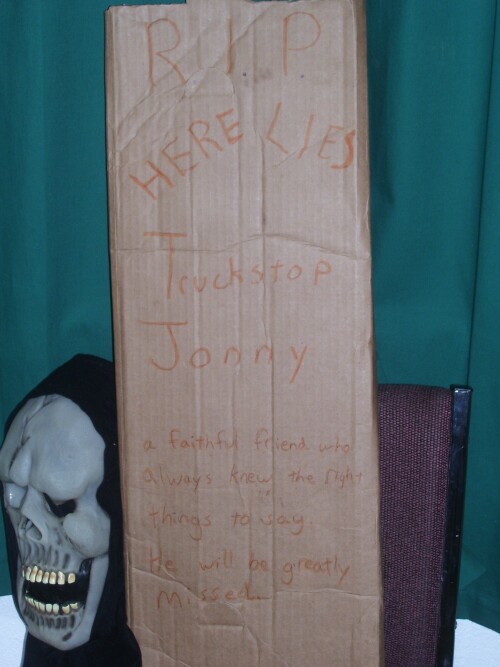 R I P
HERE LIES
Truckstop
Jonny
a faithful friend who
always knew the right
things to say.
He will be greatly
missed.